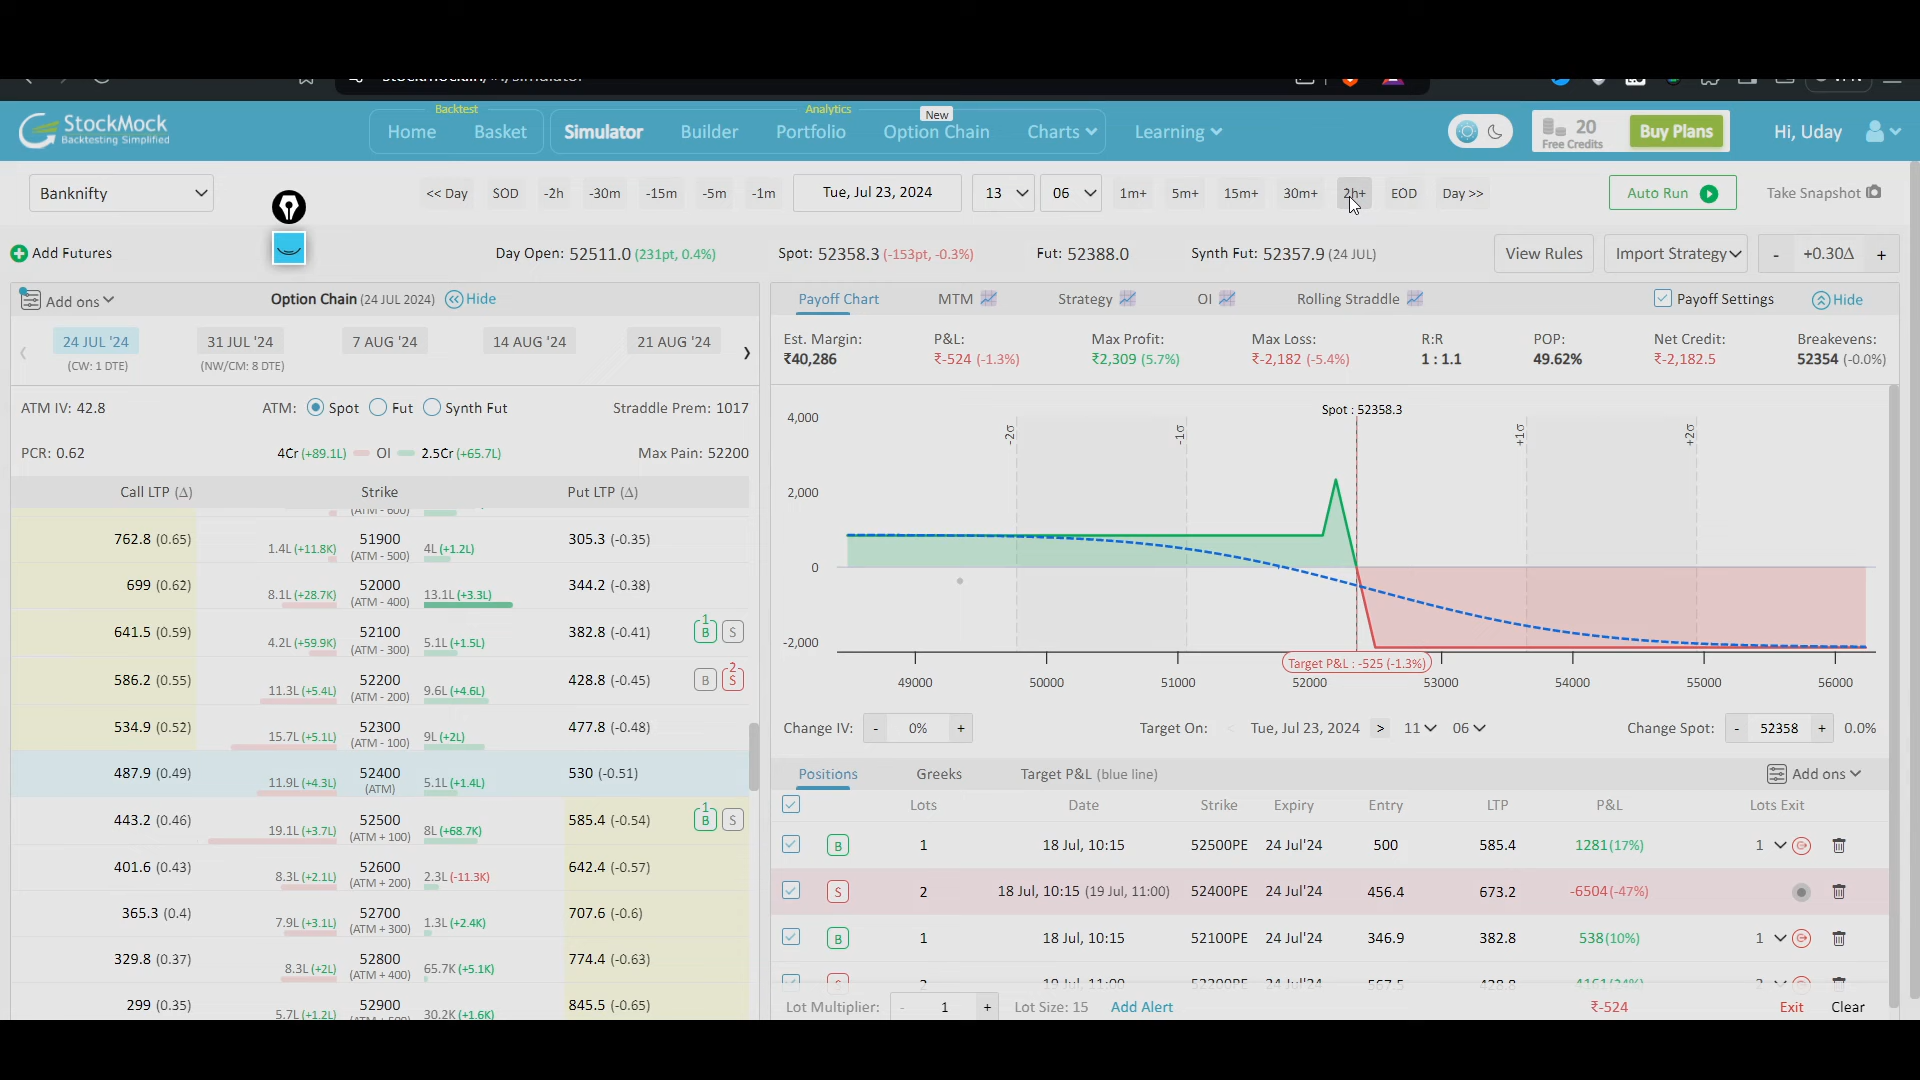 StockMock
Backtesting Simplified
Backtest
Home
Basket
Simulator
Builder
Analytics
Portfolio
New
Option Chain
Charts
Learning
20
Free Credits
Buy Plans
Hi, Uday
Banknifty
<< Day
SOD
-2h
-30m
-15m
-5m
-1m
Tue, Jul 23, 2024
13
06
1m+
5m+
15m+
30m+
2h+
EOD
Day >>
Auto Run
Take Snapshot
Add Futures
Day Open: 52511.0 (231pt, 0.4%)
Spot: 52358.3 (-153pt, -0.3%)
Fut: 52388.0
Synth Fut: 52357.9 (24 JUL)
View Rules
Import Strategy
- +0.30Δ +
Add ons
Option Chain (24 JUL 2024)
Hide
24 JUL '24
(CW: 1 DTE)
31 JUL '24
(NW/CM: 8 DTE)
7 AUG '24
14 AUG '24
21 AUG '24
ATM IV: 42.8
ATM: Spot Fut Synth Fut
Straddle Prem: 1017
PCR: 0.62
4Cr (+89.1L) OI 2.5Cr (+65.7L)
Max Pain: 52200
Call LTP (Δ) Strike Put LTP (Δ)
(ATM - 600)
762.8 (0.65) 1.4L (+11.8K) 51900 (ATM - 500) 4L (+1.2L) 305.3 (-0.35)
699 (0.62) 8.1L (+28.7K) 52000 (ATM - 400) 13.1L (+3.3L) 344.2 (-0.38)
641.5 (0.59) 4.2L (+59.9K) 52100 (ATM - 300) 5.1L (+1.5L) 382.8 (-0.41) 1 B S
586.2 (0.55) 11.3L (+5.4L) 52200 (ATM - 200) 9.6L (+4.6L) 428.8 (-0.45) B 2 S
534.9 (0.52) 15.7L (+5.1L) 52300 (ATM - 100) 9L (+2L) 477.8 (-0.48)
487.9 (0.49) 11.9L (+4.3L) 52400 (ATM) 5.1L (+1.4L) 530 (-0.51)
443.2 (0.46) 19.1L (+3.7L) 52500 (ATM + 100) 8L (+68.7K) 585.4 (-0.54) 1 B S
401.6 (0.43) 8.3L (+2.1L) 52600 (ATM + 200) 2.3L (-11.3K) 642.4 (-0.57)
365.3 (0.4) 7.9L (+3.1L) 52700 (ATM + 300) 1.3L (+2.4K) 707.6 (-0.6)
329.8 (0.37) 8.3L (+2L) 52800 (ATM + 400) 65.7K (+5.1K) 774.4 (-0.63)
299 (0.35) 5.7L (+1.2L) 52900 30.2K (+1.6K) 845.5 (-0.65)
Payoff Chart
MTM
Strategy
OI
Rolling Straddle
Payoff Settings
Hide
Est. Margin: P&L: Max Profit: Max Loss: R:R POP: Net Credit: Breakevens:
₹40,286 ₹-524 (-1.3%) ₹2,309 (5.7%) ₹-2,182 (-5.4%) 1 : 1.1 49.62% ₹-2,182.5 52354 (-0.0%)
Spot : 52358.3
4,000
2,000
0
-2,000
-2σ
-1σ
+1σ
+2σ
Target P&L : -525 (-1.3%)
49000 50000 51000 52000 53000 54000 55000 56000
Change IV: - 0% +
Target On: < Tue, Jul 23, 2024 > 11 06
Change Spot: - 52358 + 0.0%
Positions
Greeks
Target P&L (blue line)
Add ons
Lots Date Strike Expiry Entry LTP P&L Lots Exit
B 1 18 Jul, 10:15 52500PE 24 Jul'24 500 585.4 1281(17%) 1
S 2 18 Jul, 10:15 (19 Jul, 11:00) 52400PE 24 Jul'24 456.4 673.2 -6504(-47%)
B 1 18 Jul, 10:15 52100PE 24 Jul'24 346.9 382.8 538(10%) 1
Lot Multiplier: - 1 +
Lot Size: 15
Add Alert
₹-524
Exit
Clear